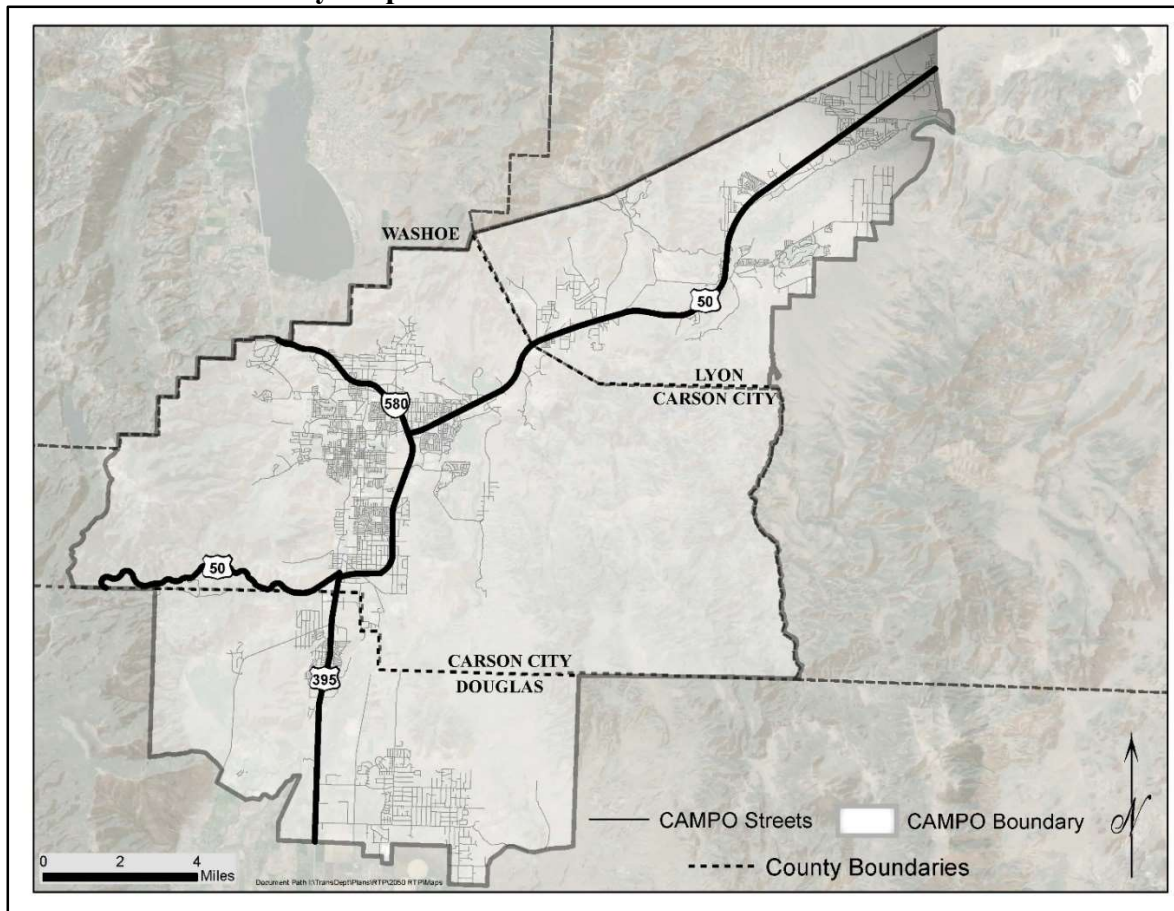 WASHOE
50
LYON
CARSON CITY
580
50
CARSON CITY
DOUGLAS
395
N
CAMPO Streets
CAMPO Boundary
County Boundaries
0 2 4
Miles
Document Path I:\TransDept\Plans\RTP\2050 RTP\Maps